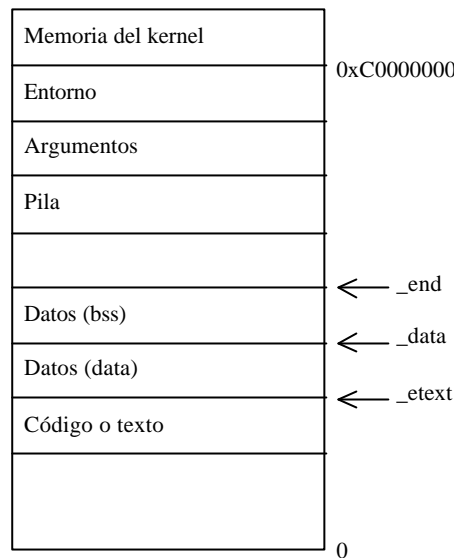 Memoria del kernel
0xC0000000
Entorno
Argumentos
Pila
_end
Datos (bss)
_data
Datos (data)
_etext
Código o texto
0